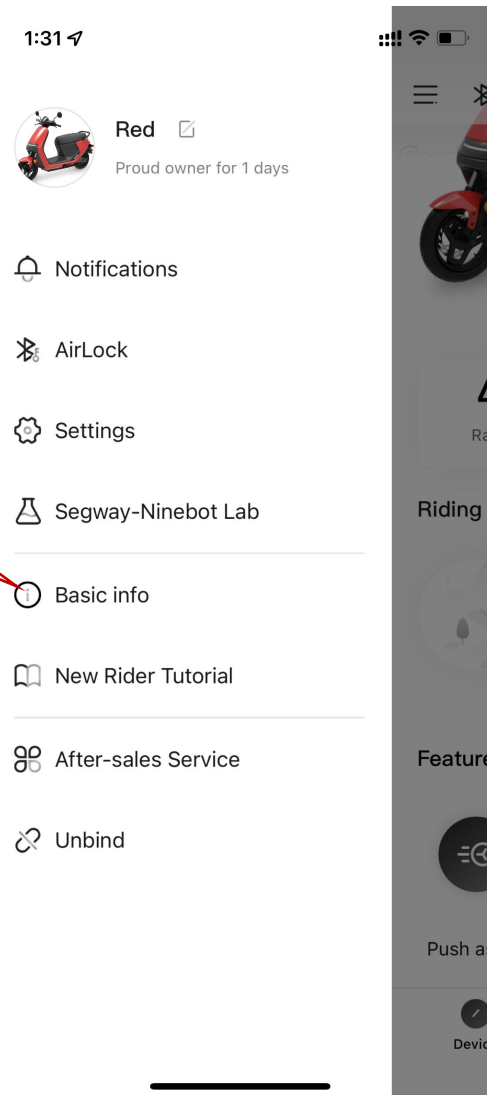 1:31
Red
Proud owner for 1 days
Notifications
AirLock
Settings
Segway-Ninebot Lab
Basic info
New Rider Tutorial
After-sales Service
Unbind
Ra
Riding
Feature
Push a
Devic